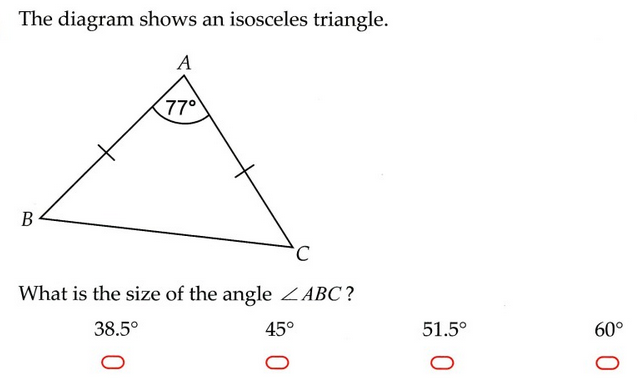 The diagram shows an isosceles triangle.
A
77°
B
C
What is the size of the angle ∠ABC?
38.5° 45° 51.5° 60°